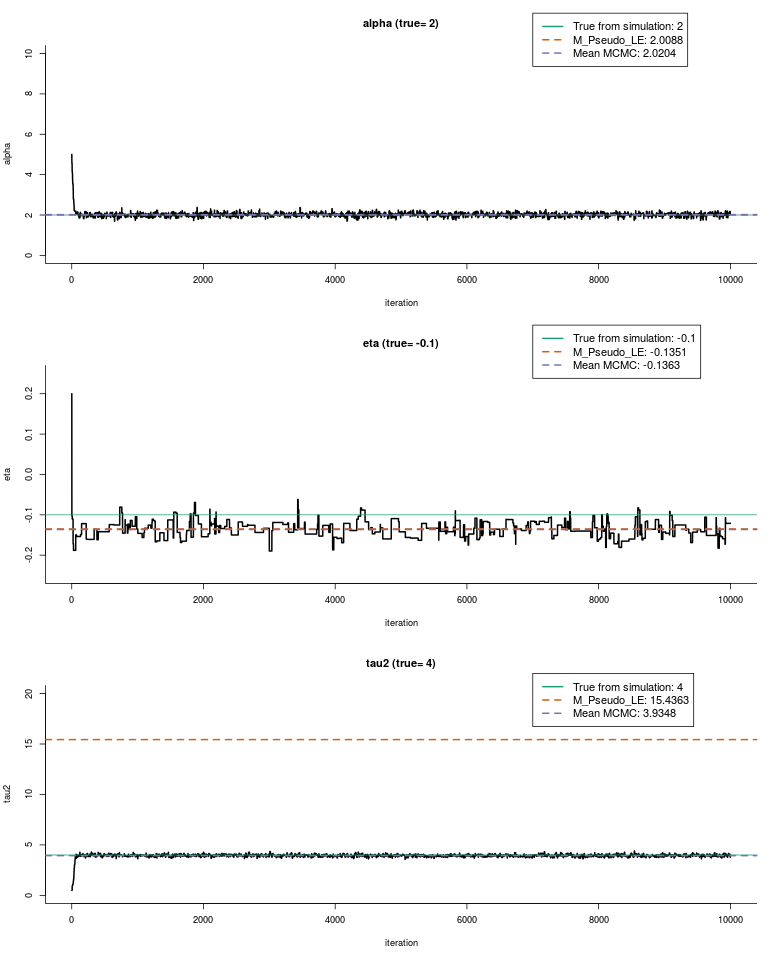 alpha (true= 2)
True from simulation: 2
M_Pseudo_LE: 2.0088
Mean MCMC: 2.0204
alpha
10
8
6
4
2
0
0 2000 4000 6000 8000 10000
iteration
eta (true= -0.1)
True from simulation: -0.1
M_Pseudo_LE: -0.1351
Mean MCMC: -0.1363
eta
0.2
0.1
0.0
-0.1
-0.2
0 2000 4000 6000 8000 10000
iteration
tau2 (true= 4)
True from simulation: 4
M_Pseudo_LE: 15.4363
Mean MCMC: 3.9348
tau2
20
15
10
5
0
0 2000 4000 6000 8000 10000
iteration